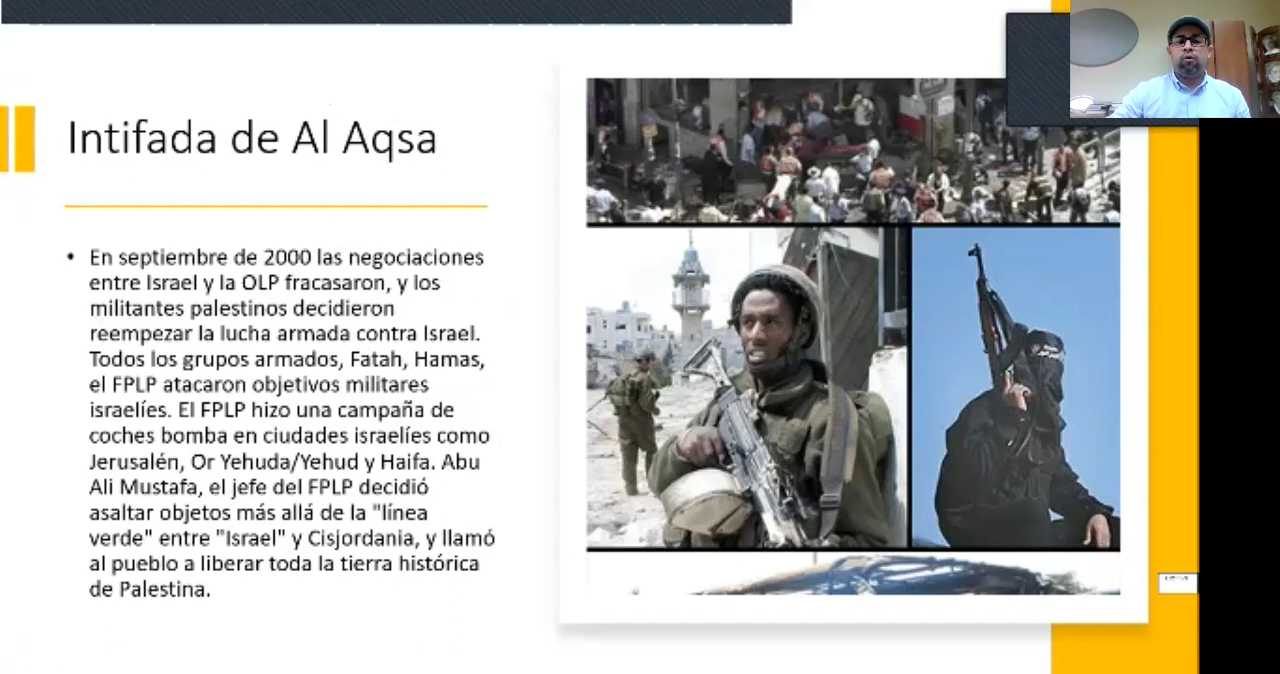 Intifada de Al Aqsa
• En septiembre de 2000 las negociaciones
entre Israel y la OLP fracasaron, y los
militantes palestinos decidieron
reempezar la lucha armada contra Israel.
Todos los grupos armados, Fatah, Hamas,
el FPLP atacaron objetivos militares
israelíes. El FPLP hizo una campaña de
coches bomba en ciudades israelíes como
Jerusalén, Or Yehuda/Yehud y Haifa. Abu
Ali Mustafa, el jefe del FPLP decidió
asaltar objetos más allá de la "línea
verde" entre "Israel" y Cisjordania, y llamó
al pueblo a liberar toda la tierra histórica
de Palestina.